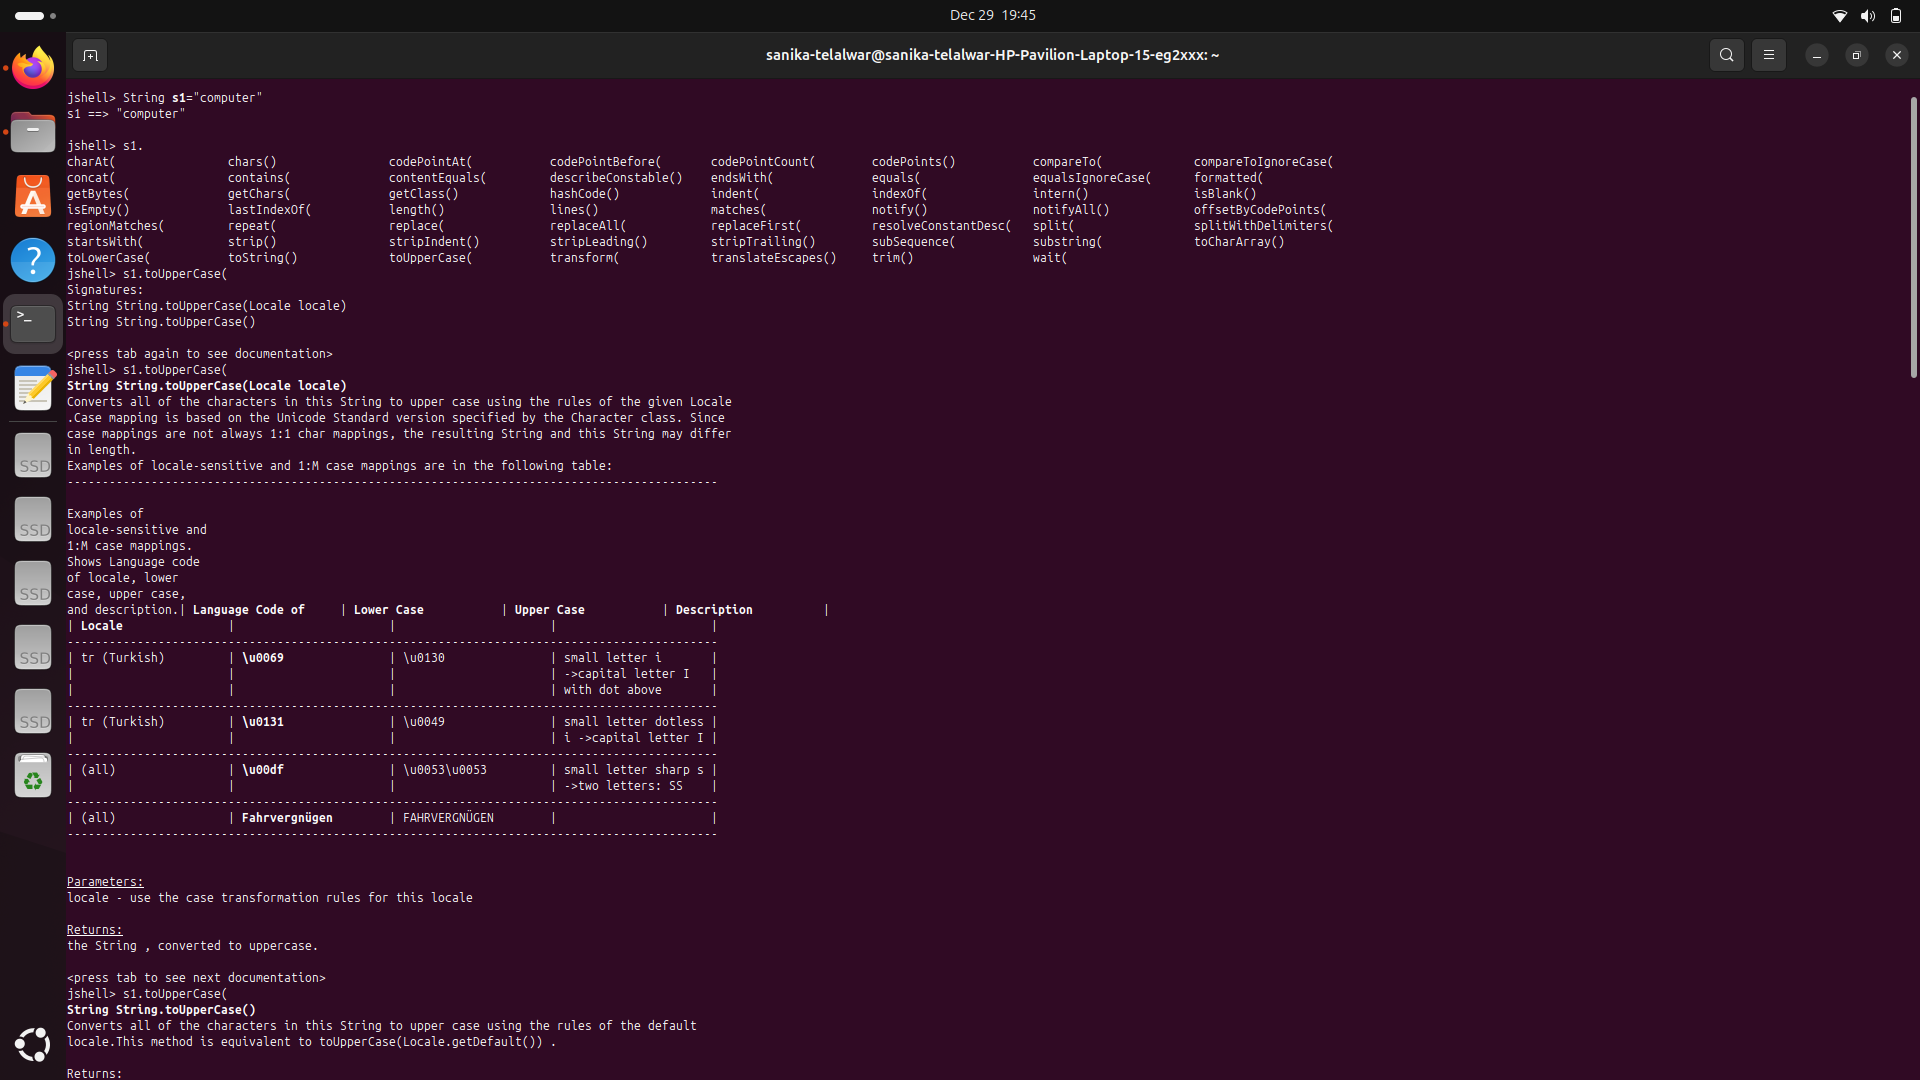 Dec 29 19:45
sanika-telalwar@sanika-telalwar-HP-Pavilion-Laptop-15-eg2xxx: ~
jshell> String s1="computer"
s1 ==> "computer"
jshell> s1.
charAt( chars() codePointAt( codePointBefore( codePointCount( codePoints() compareTo( compareToIgnoreCase(
concat( contains( contentEquals( describeConstable() endsWith( equals( equalsIgnoreCase( formatted(
getBytes( getChars( getClass() hashCode() indent( indexOf( intern() isBlank()
isEmpty() lastIndexOf( length() lines() matches( notify() notifyAll() offsetByCodePoints(
regionMatches( repeat( replace( replaceAll( replaceFirst( resolveConstantDesc( split( splitWithDelimiters(
startsWith( strip() stripIndent() stripLeading() stripTrailing() subSequence( substring( toCharArray()
toLowerCase( toString() toUpperCase( transform( translateEscapes() trim() wait(
jshell> s1.toUpperCase(
Signatures:
String String.toUpperCase(Locale locale)
String String.toUpperCase()
<press tab again to see documentation>
jshell> s1.toUpperCase(
String String.toUpperCase(Locale locale)
Converts all of the characters in this String to upper case using the rules of the given Locale
.Case mapping is based on the Unicode Standard version specified by the Character class. Since
case mappings are not always 1:1 char mappings, the resulting String and this String may differ
in length.
Examples of locale-sensitive and 1:M case mappings are in the following table:
---------------------------------------------------------------------------------------------
Examples of
locale-sensitive and
1:M case mappings.
Shows Language code
of locale, lower
case, upper case,
and description.| Language Code of | Lower Case | Upper Case | Description |
| Locale | | | |
---------------------------------------------------------------------------------------------
| tr (Turkish) | \u0069 | \u0130 | small letter i |
| | | | ->capital letter I |
| | | | with dot above |
---------------------------------------------------------------------------------------------
| tr (Turkish) | \u0131 | \u0049 | small letter dotless |
| | | | i ->capital letter I |
---------------------------------------------------------------------------------------------
| (all) | \u00df | \u0053\u0053 | small letter sharp s |
| | | | ->two letters: SS |
---------------------------------------------------------------------------------------------
| (all) | Fahrvergnügen | FAHRVERGNÜGEN | |
---------------------------------------------------------------------------------------------
Parameters:
locale - use the case transformation rules for this locale
Returns:
the String , converted to uppercase.
<press tab to see next documentation>
jshell> s1.toUpperCase(
String String.toUpperCase()
Converts all of the characters in this String to upper case using the rules of the default
locale.This method is equivalent to toUpperCase(Locale.getDefault()) .
Returns:
SSD
SSD
SSD
SSD
SSD